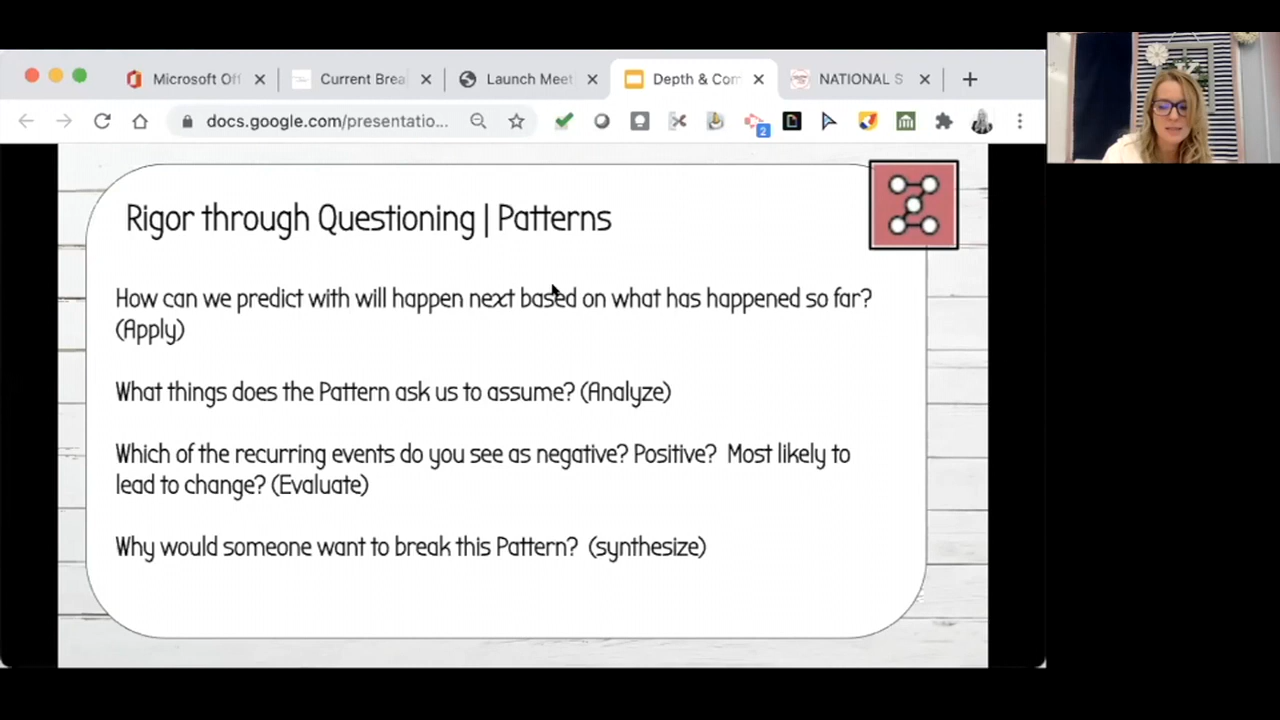 Microsoft Off
Current Brea
Launch Meet
Depth & Com
NATIONAL S
docs.google.com/presentatio...
2
Rigor through Questioning | Patterns
How can we predict with will happen next based on what has happened so far?
(Apply)
What things does the Pattern ask us to assume? (Analyze)
Which of the recurring events do you see as negative? Positive? Most likely to
lead to change? (Evaluate)
Why would someone want to break this Pattern? (synthesize)